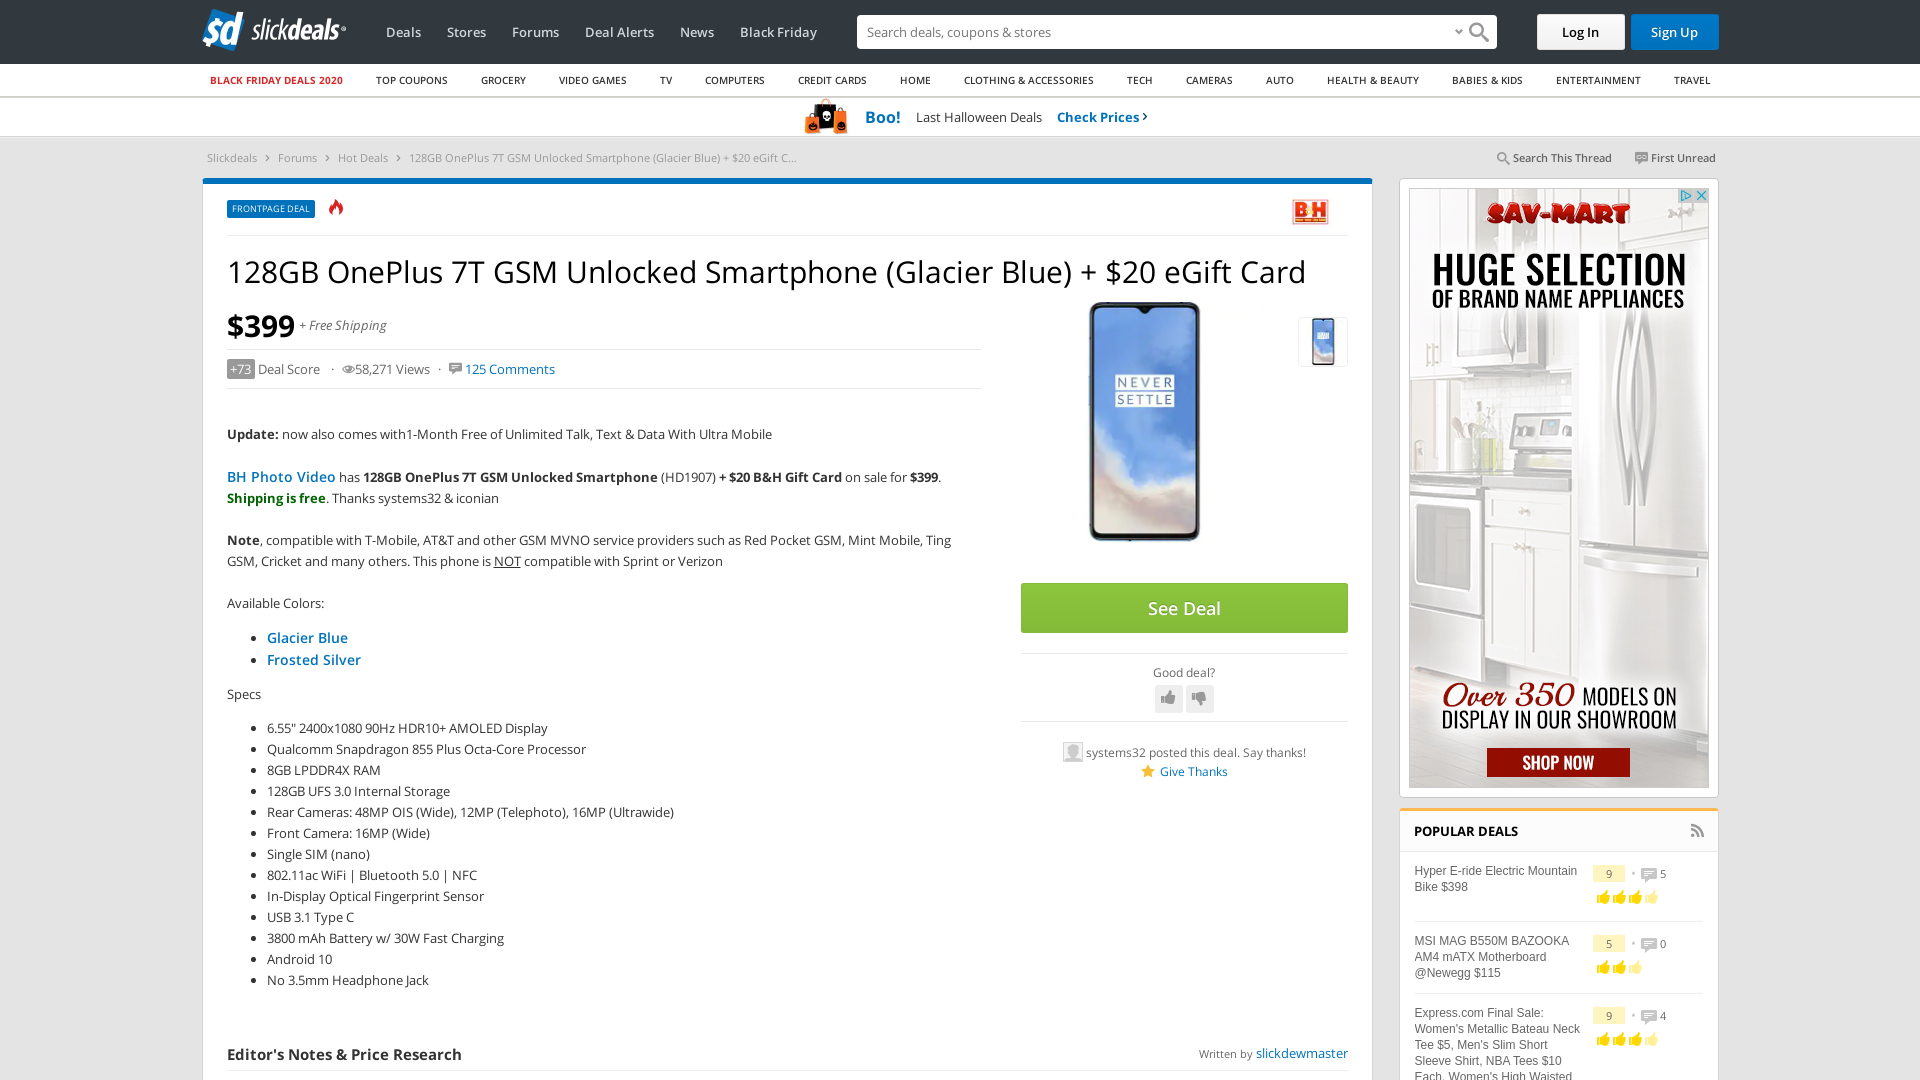 slickdeals
Deals
Stores
Forums
Deal Alerts
News
Black Friday
Search deals, coupons & stores
Log In
Sign Up
BLACK FRIDAY DEALS 2020
TOP COUPONS
GROCERY
VIDEO GAMES
TV
COMPUTERS
CREDIT CARDS
HOME
CLOTHING & ACCESSORIES
TECH
CAMERAS
AUTO
HEALTH & BEAUTY
BABIES & KIDS
ENTERTAINMENT
TRAVEL
Boo! Last Halloween Deals Check Prices
Slickdeals > Forums > Hot Deals > 128GB OnePlus 7T GSM Unlocked Smartphone (Glacier Blue) + $20 eGift C...
Search This Thread
First Unread
FRONTPAGE DEAL
B&H
128GB OnePlus 7T GSM Unlocked Smartphone (Glacier Blue) + $20 eGift Card
$399 + Free Shipping
+73 Deal Score · 58,271 Views · 125 Comments
Update: now also comes with1-Month Free of Unlimited Talk, Text & Data With Ultra Mobile
BH Photo Video has 128GB OnePlus 7T GSM Unlocked Smartphone (HD1907) + $20 B&H Gift Card on sale for $399.
Shipping is free. Thanks systems32 & iconian
Note, compatible with T-Mobile, AT&T and other GSM MVNO service providers such as Red Pocket GSM, Mint Mobile, Ting
GSM, Cricket and many others. This phone is NOT compatible with Sprint or Verizon
Available Colors:
Glacier Blue
Frosted Silver
Specs
6.55" 2400x1080 90Hz HDR10+ AMOLED Display
Qualcomm Snapdragon 855 Plus Octa-Core Processor
8GB LPDDR4X RAM
128GB UFS 3.0 Internal Storage
Rear Cameras: 48MP OIS (Wide), 12MP (Telephoto), 16MP (Ultrawide)
Front Camera: 16MP (Wide)
Single SIM (nano)
802.11ac WiFi | Bluetooth 5.0 | NFC
In-Display Optical Fingerprint Sensor
USB 3.1 Type C
3800 mAh Battery w/ 30W Fast Charging
Android 10
No 3.5mm Headphone Jack
Editor's Notes & Price Research
Written by slickdewmaster
NEVER
SETTLE
See Deal
Good deal?
systems32 posted this deal. Say thanks!
Give Thanks
SAV-MART
HUGE SELECTION
OF BRAND NAME APPLIANCES
Over 350 MODELS ON
DISPLAY IN OUR SHOWROOM
SHOP NOW
POPULAR DEALS
Hyper E-ride Electric Mountain
Bike $398
9 • 5
MSI MAG B550M BAZOOKA
AM4 mATX Motherboard
@Newegg $115
5 • 0
Express.com Final Sale:
Women's Metallic Bateau Neck
Tee $5, Men's Slim Short
Sleeve Shirt, NBA Tees $10
Each, Women's High Waisted
9 • 4